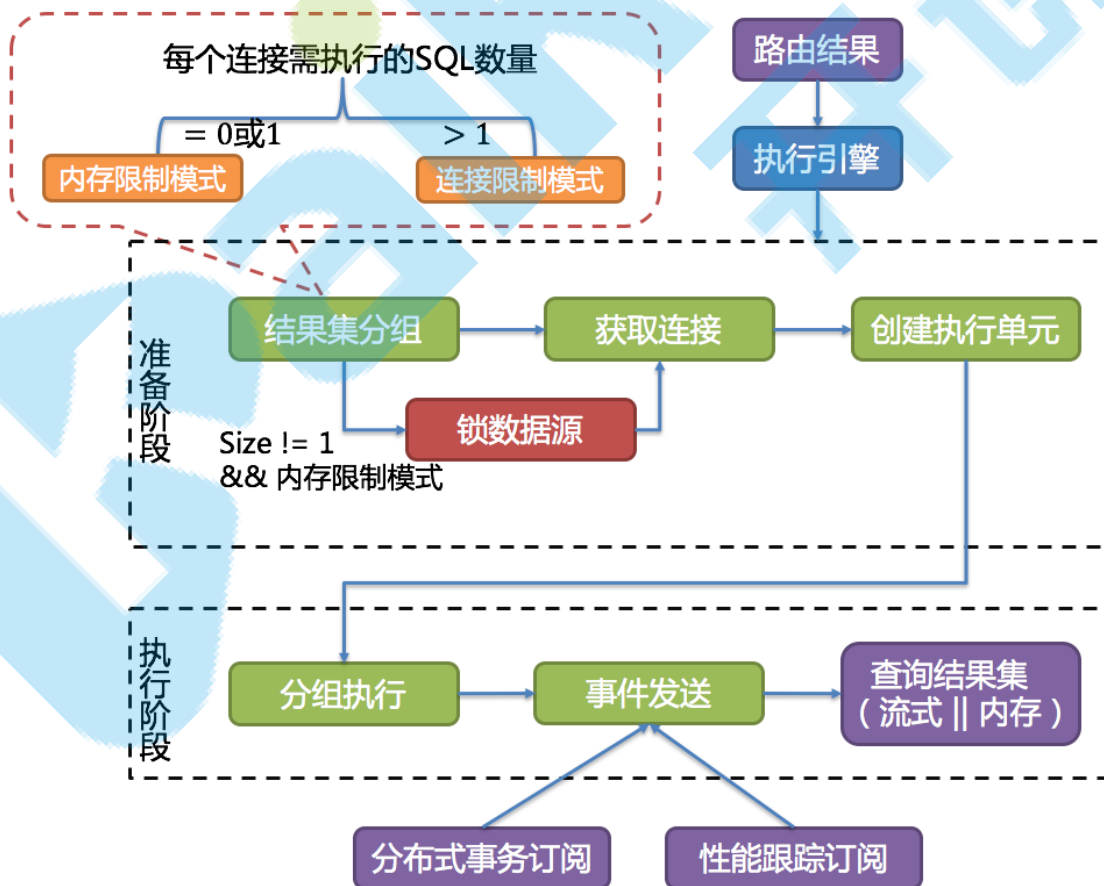 每个连接需执行的SQL数量
= 0或1
> 1
内存限制模式
连接限制模式
路由结果
执行引擎
准备阶段
结果集分组
获取连接
创建执行单元
锁数据源
Size != 1
&& 内存限制模式
执行阶段
分组执行
事件发送
查询结果集
（ 流式 || 内存 ）
分布式事务订阅
性能跟踪订阅